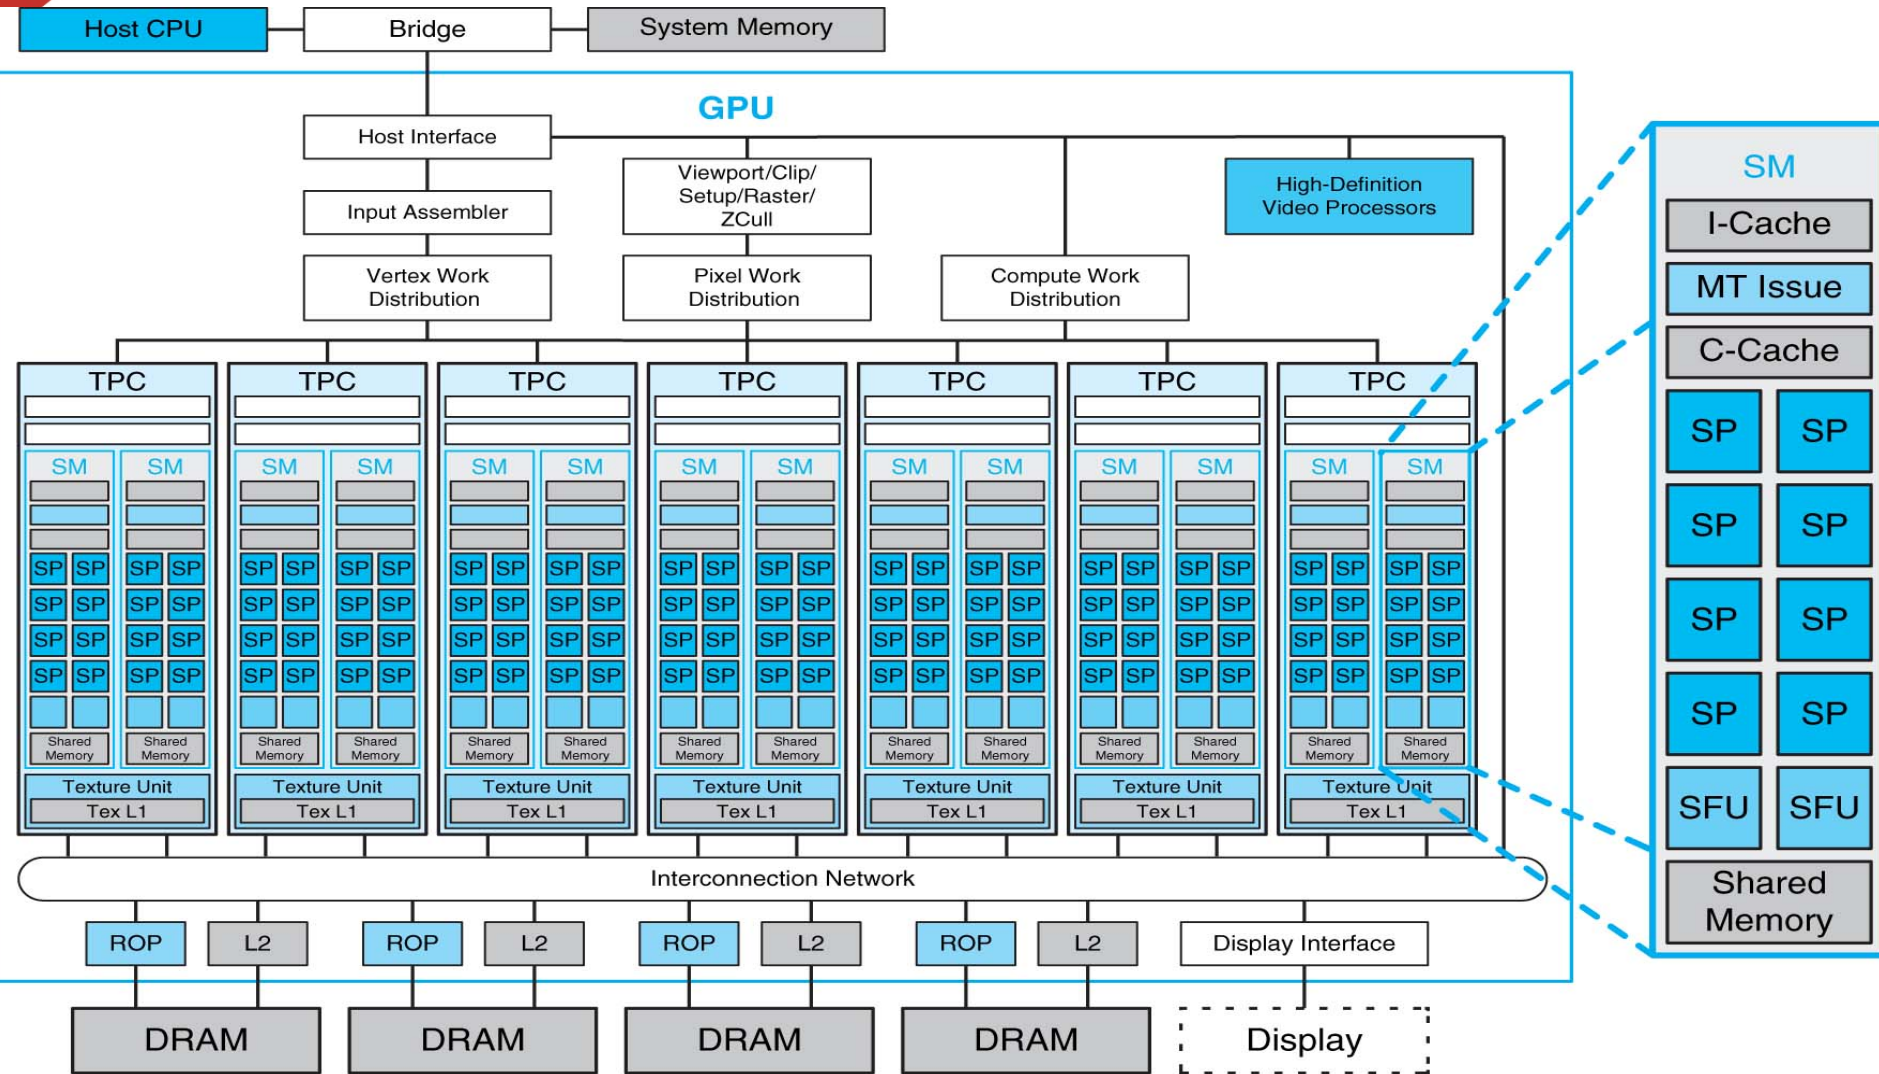 Host CPU
Bridge
System Memory
GPU
Host Interface
Input Assembler
Vertex Work
Distribution
Viewport/Clip/
Setup/Raster/
ZCull
Pixel Work
Distribution
Compute Work
Distribution
High-Definition
Video Processors
TPC TPC TPC TPC TPC TPC TPC
SM SM SM SM SM SM SM SM SM SM SM SM SM SM
SP SP SP SP SP SP SP SP SP SP SP SP SP SP SP SP SP SP SP SP SP SP SP SP SP SP SP SP
SP SP SP SP SP SP SP SP SP SP SP SP SP SP SP SP SP SP SP SP SP SP SP SP SP SP SP SP
SP SP SP SP SP SP SP SP SP SP SP SP SP SP SP SP SP SP SP SP SP SP SP SP SP SP SP SP
SP SP SP SP SP SP SP SP SP SP SP SP SP SP SP SP SP SP SP SP SP SP SP SP SP SP SP SP
Shared Shared Shared Shared Shared Shared Shared Shared Shared Shared Shared Shared Shared Shared
Memory Memory Memory Memory Memory Memory Memory Memory Memory Memory Memory Memory Memory Memory
Texture Unit Texture Unit Texture Unit Texture Unit Texture Unit Texture Unit Texture Unit
Tex L1 Tex L1 Tex L1 Tex L1 Tex L1 Tex L1 Tex L1
Interconnection Network
ROP L2 ROP L2 ROP L2 ROP L2 Display Interface
DRAM DRAM DRAM DRAM Display
SM
I-Cache
MT Issue
C-Cache
SP SP
SP SP
SP SP
SP SP
SFU SFU
Shared
Memory